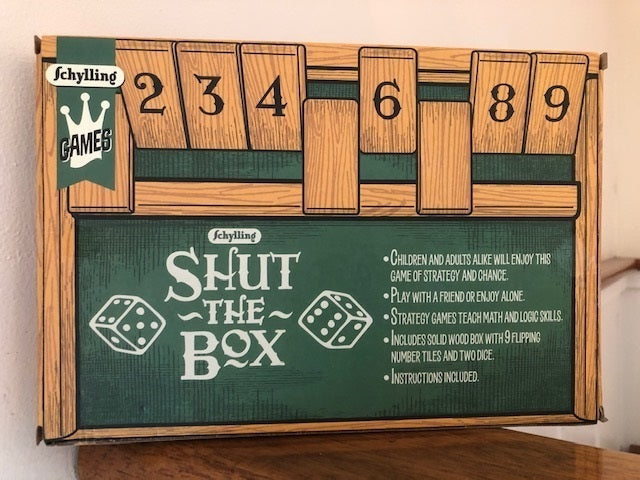 Schylling
GAMES
2 3 4 6 8 9
Schylling
SHUT
~THE~
BOX
• CHILDREN AND ADULTS ALIKE WILL ENJOY THIS
GAME OF STRATEGY AND CHANCE.
• PLAY WITH A FRIEND OR ENJOY ALONE.
• STRATEGY GAMES TEACH MATH AND LOGIC SKILLS.
• INCLUDES SOLID WOOD BOX WITH 9 FLIPPING
NUMBER TILES AND TWO DICE.
• INSTRUCTIONS INCLUDED.